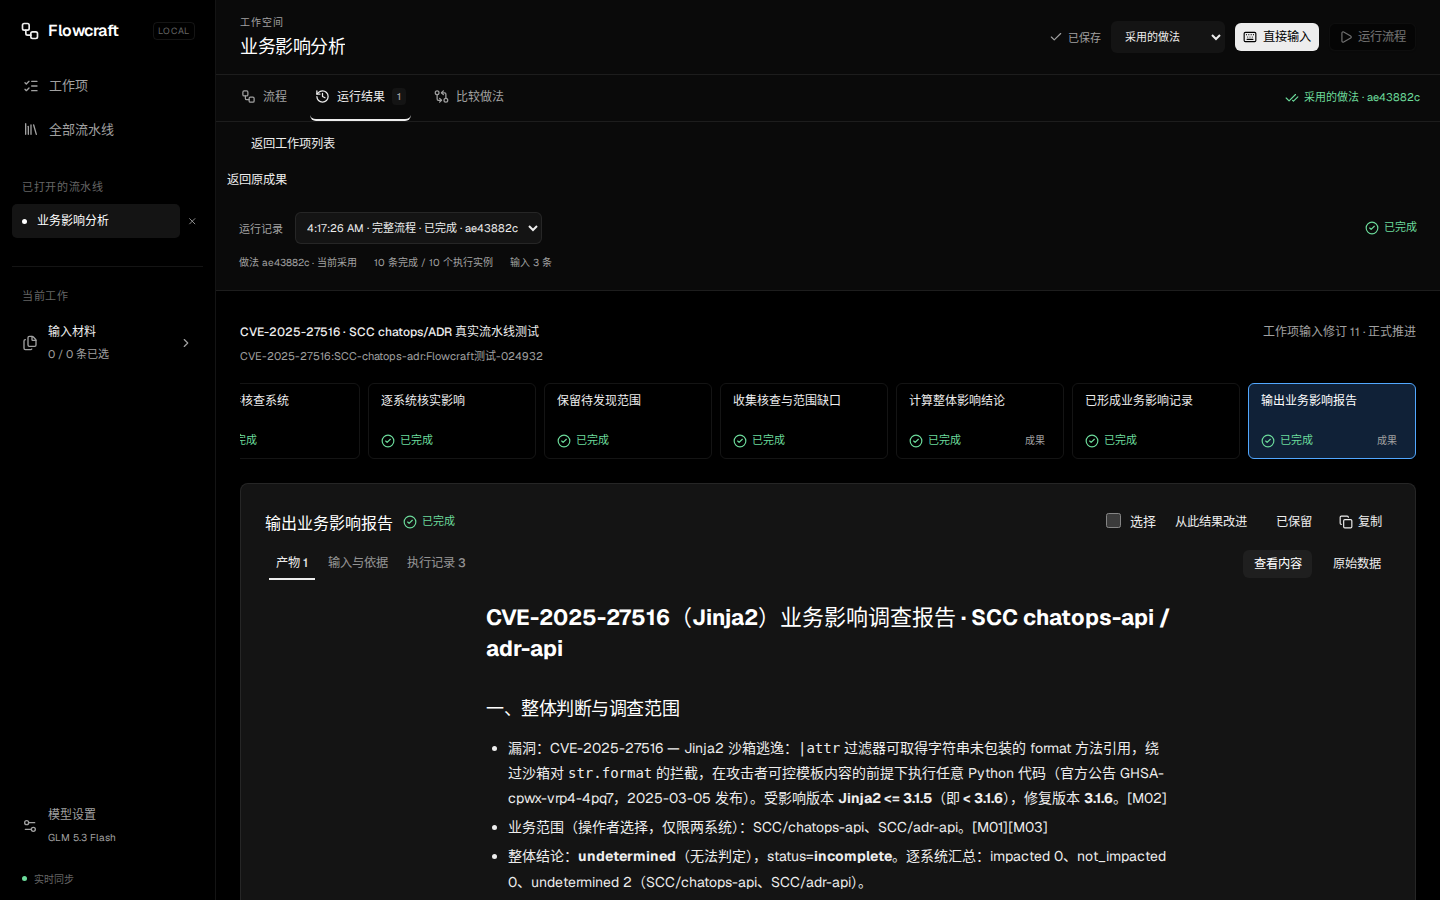 Flowcraft
LOCAL
工作项
全部流水线
已打开的流水线
业务影响分析
当前工作
输入材料
0 / 0 条已选
模型设置
GLM 5.3 Flash
实时同步
工作空间
业务影响分析
已保存
采用的做法
直接输入
运行流程
流程
运行结果 1
比较做法
采用的做法 · ae43882c
返回工作项列表
返回原成果
运行记录
4:17:26 AM · 完整流程 · 已完成 · ae43882c
已完成
做法 ae43882c · 当前采用 10 条完成 / 10 个执行实例 输入 3 条
CVE-2025-27516 · SCC chatops/ADR 真实流水线测试
工作项输入修订 11 · 正式推进
CVE-2025-27516:SCC-chatops-adr:Flowcraft测试-024932
核查系统
完成
逐系统核实影响
已完成
保留待发现范围
已完成
收集核查与范围缺口
已完成
计算整体影响结论
已完成 成果
已形成业务影响记录
已完成
输出业务影响报告
已完成 成果
输出业务影响报告 已完成
选择
从此结果改进
已保留
复制
产物 1
输入与依据
执行记录 3
查看内容
原始数据
CVE-2025-27516（Jinja2）业务影响调查报告 · SCC chatops-api /
adr-api
一、整体判断与调查范围
• 漏洞：CVE-2025-27516 — Jinja2 沙箱逃逸：|attr 过滤器可取得字符串未包装的 format 方法引用，绕
过沙箱对 str.format 的拦截，在攻击者可控模板内容的前提下执行任意 Python 代码（官方公告 GHSA-
cpwx-vrp4-4pq7，2025-03-05 发布）。受影响版本 Jinja2 <= 3.1.5（即 < 3.1.6），修复版本 3.1.6。[M02]
• 业务范围（操作者选择，仅限两系统）：SCC/chatops-api、SCC/adr-api。[M01][M03]
• 整体结论：undetermined（无法判定），status=incomplete。逐系统汇总：impacted 0、not_impacted
0、undetermined 2（SCC/chatops-api、SCC/adr-api）。